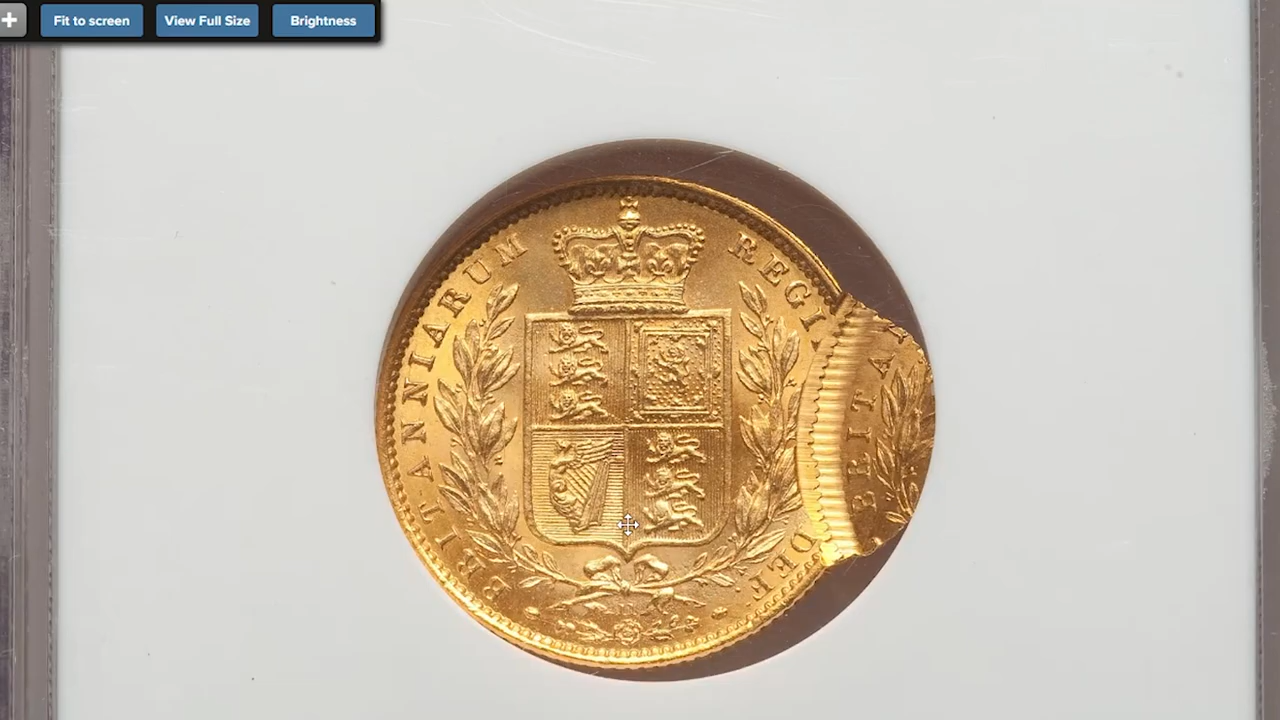 Fit to screen
View Full Size
Brightness
BRITANNIARUM
REGI
DEF
BRITA